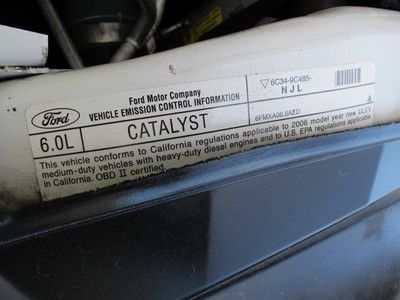 Ford
Ford Motor Company
VEHICLE EMISSION CONTROL INFORMATION
6C34-9C485-
NJL
6.0L
CATALYST
6FMXA06.0AED
A
This vehicle conforms to California regulations applicable to 2006 model year new ULEV
medium-duty vehicles with heavy-duty diesel engines and to U.S. EPA regulations applicable
in California. OBD II certified.